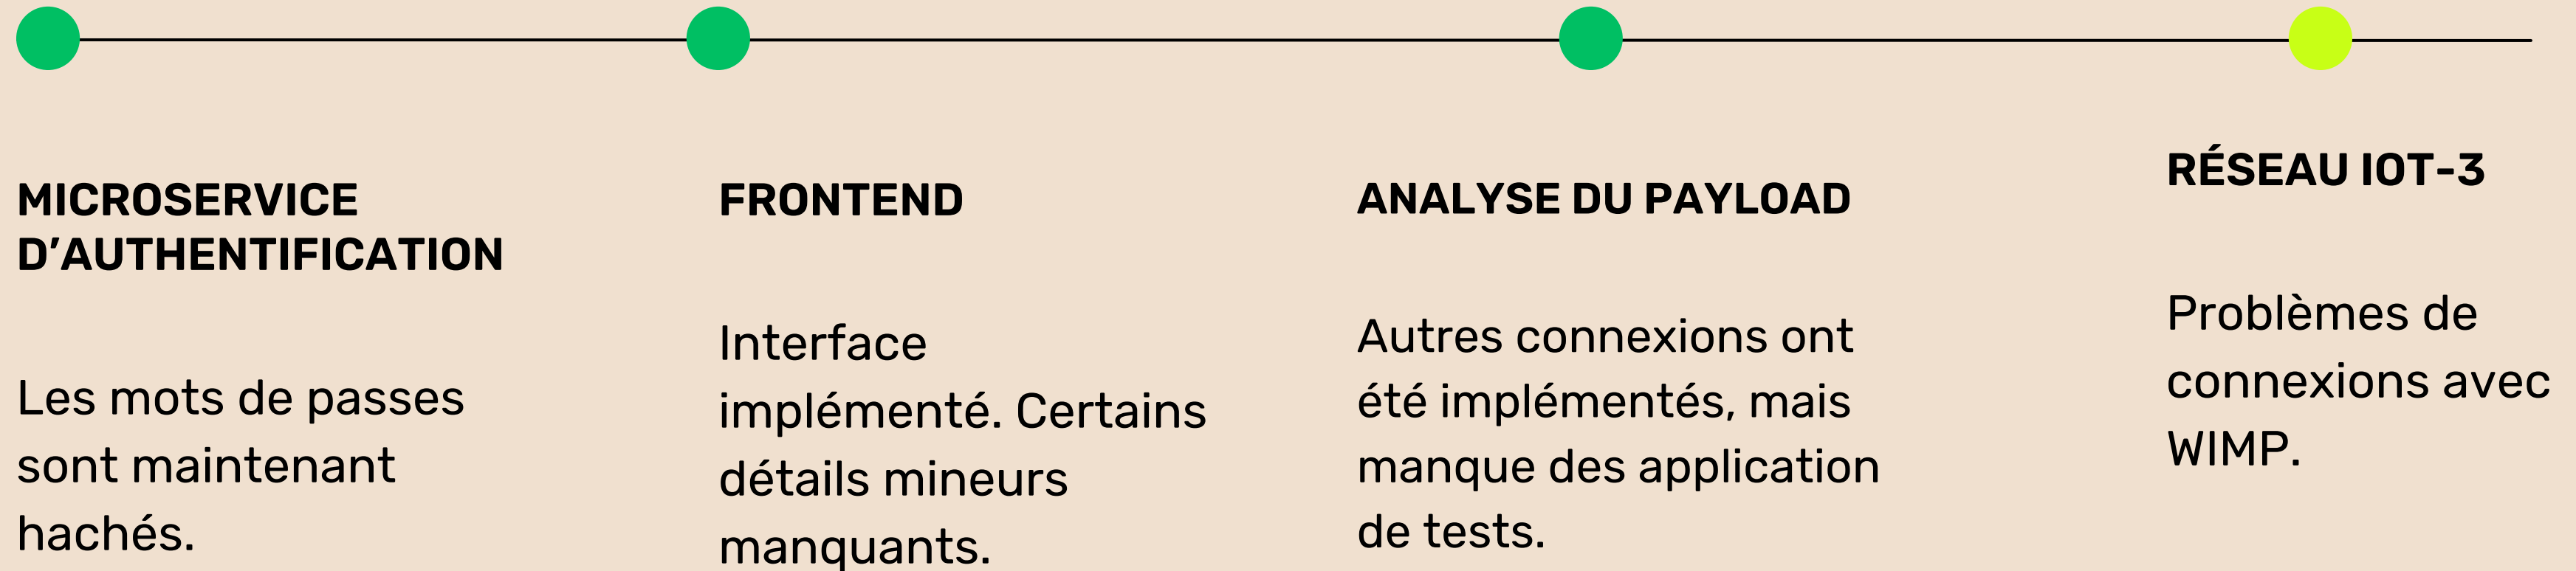 MICROSERVICE
D’AUTHENTIFICATION
Les mots de passes
sont maintenant
hachés.
FRONTEND
Interface
implémenté. Certains
détails mineurs
manquants.
ANALYSE DU PAYLOAD
Autres connexions ont
été implémentés, mais
manque des application
de tests.
RÉSEAU IOT-3
Problèmes de
connexions avec
WIMP.